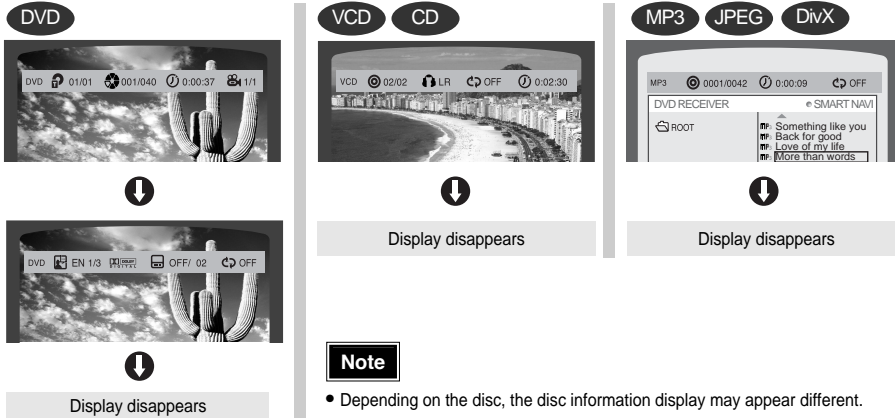 DVD
DVD 01/01 001/040 0:00:37 1/1
DVD EN 1/3 DOLBY DIGITAL OFF/ 02 OFF
Display disappears
VCD CD
VCD 02/02 LR OFF 0:02:30
Display disappears
MP3 JPEG DivX
MP3 0001/0042 0:00:09 OFF
DVD RECEIVER SMART NAVI
ROOT
Something like you
Back for good
Love of my life
More than words
Display disappears
Note
• Depending on the disc, the disc information display may appear different.